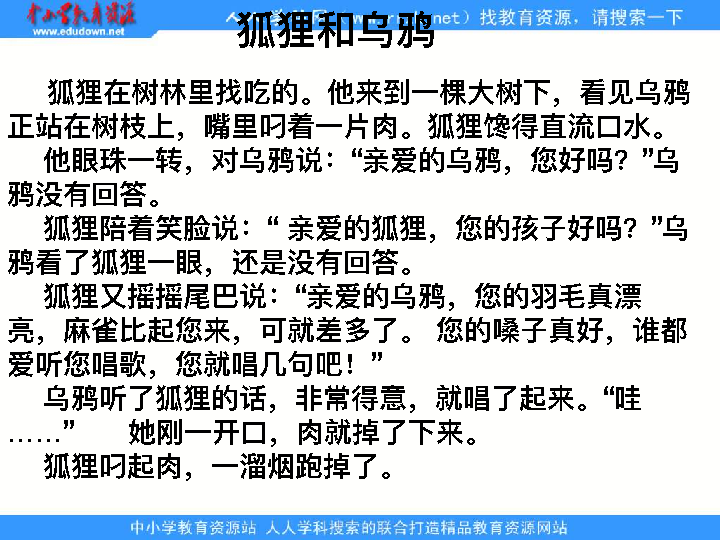 中小学教育资源
www.edudown.net
人人学科网（www.rrxk.net）找教育资源，请搜索一下
狐狸和乌鸦
狐狸在树林里找吃的。他来到一棵大树下，看见乌鸦
正站在树枝上，嘴里叼着一片肉。狐狸馋得直流口水。
他眼珠一转，对乌鸦说：“亲爱的乌鸦，您好吗？”乌
鸦没有回答。
狐狸陪着笑脸说：“ 亲爱的狐狸，您的孩子好吗？”乌
鸦看了狐狸一眼，还是没有回答。
狐狸又摇摇尾巴说：“亲爱的乌鸦，您的羽毛真漂
亮，麻雀比起您来，可就差多了。 您的嗓子真好，谁都
爱听您唱歌，您就唱几句吧！”
乌鸦听了狐狸的话，非常得意，就唱了起来。“哇
……” 她刚一开口，肉就掉了下来。
狐狸叼起肉，一溜烟跑掉了。
中小学教育资源站 人人学科搜索的联合打造精品教育资源网站